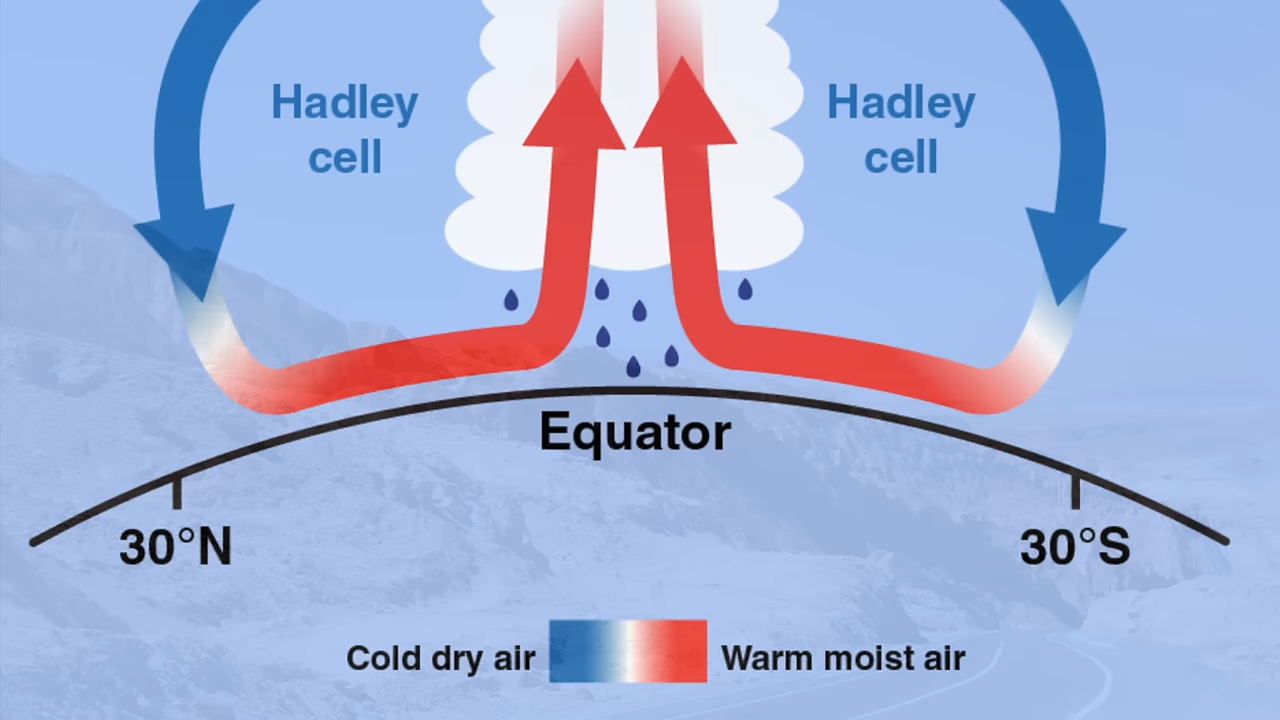 Hadley
cell
Hadley
cell
Equator
30°N
30°S
Cold dry air
Warm moist air